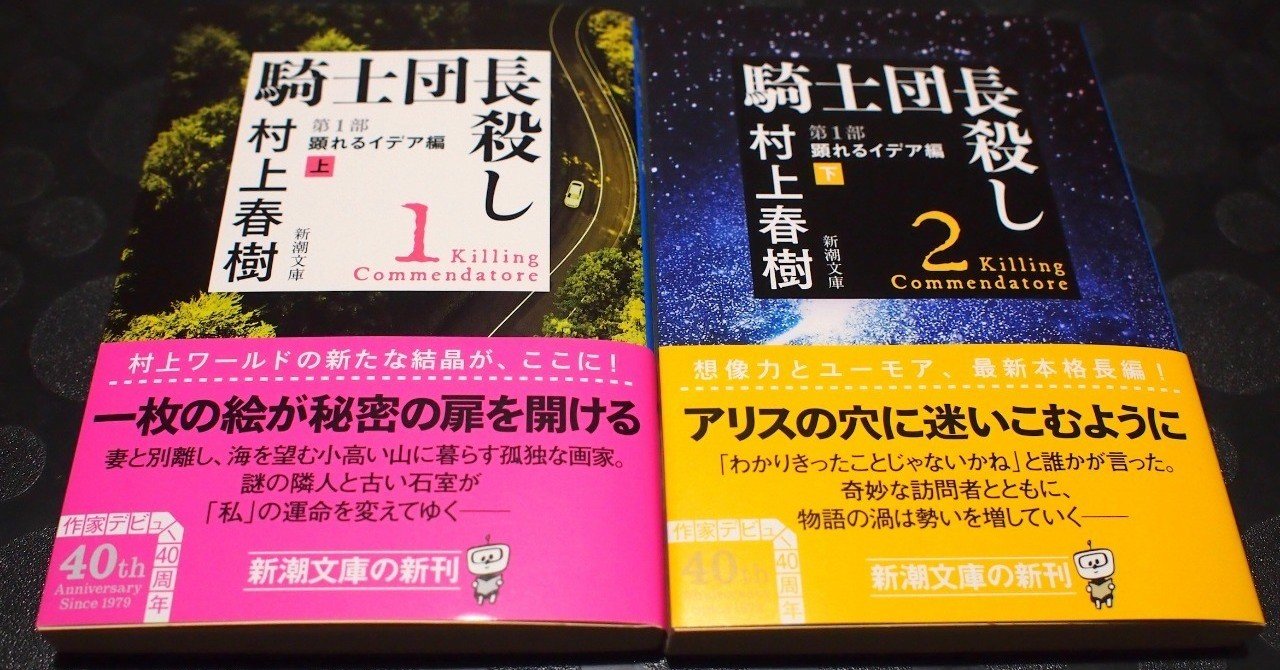 騎士団長殺し
第1部
顕れるイデア編
上
村上春樹
新潮文庫
1
Killing
Commendatore
村上ワールドの新たな結晶が、ここに!
一枚の絵が秘密の扉を開ける
妻と別離し、海を望む小高い山に暮らす孤独な画家。
謎の隣人と古い石室が
「私」の運命を変えてゆく――
作家デビュー40周年
40th
Anniversary
Since 1979
新潮文庫の新刊
騎士団長殺し
第1部
顕れるイデア編
下
村上春樹
新潮文庫
2
Killing
Commendatore
想像力とユーモア、最新本格長編!
アリスの穴に迷いこむように
「わかりきったことじゃないかね」と誰かが言った。
奇妙な訪問者とともに、
物語の渦は勢いを増していく――
作家デビュー40周年
40th
Anniversary
Since 1979
新潮文庫の新刊